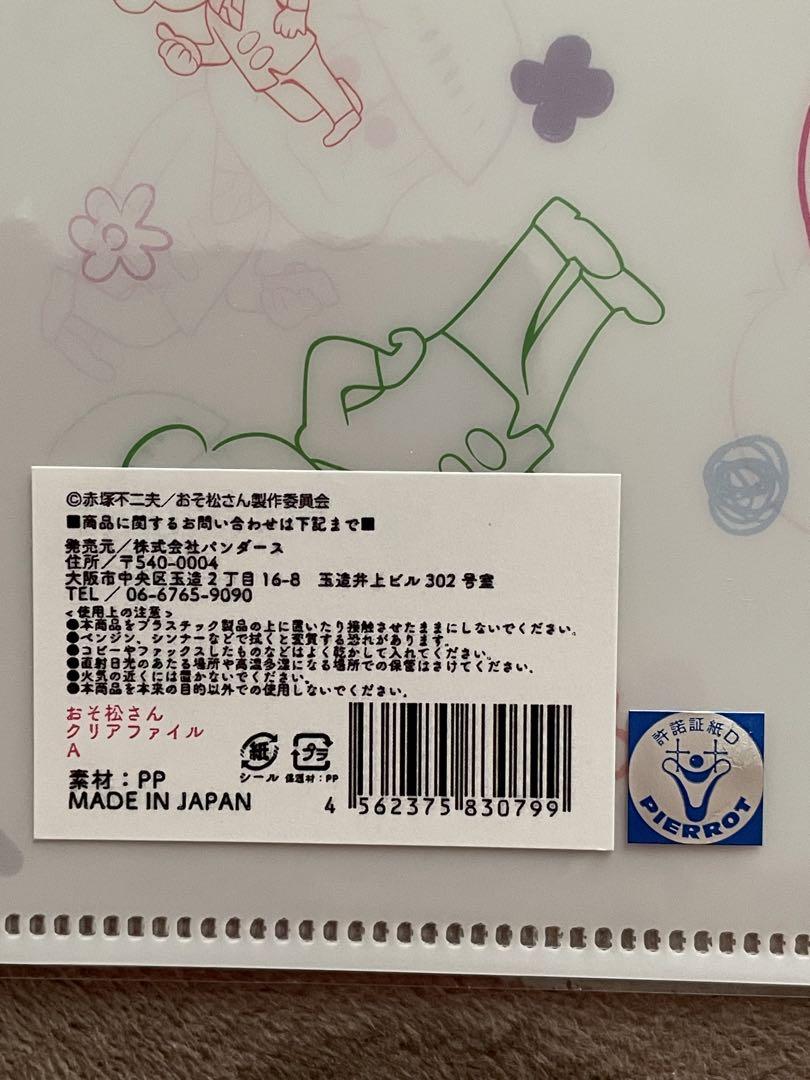 ©赤塚不二夫／おそ松さん製作委員会
■商品に関するお問い合わせは下記まで■
発売元／株式会社パンダース
住所／〒540-0004
大阪市中央区玉造2丁目16-8 玉造井上ビル302号室
TEL／06-6765-9090
<使用上の注意>
●本商品をプラスチック製品の上に置いたり接触させたままにしないでください。
●ベンジン、シンナーなどで拭くと変質する恐れがあります。
●コピーやファックスしたものなどはよく乾かして入れてください。
●直射日光のあたる場所や高温多湿になる場所での保管はさけてください。
●火気の近くには置かないでください。
●本商品を本来の目的以外での使用しないでください。
おそ松さん
クリアファイル
A
紙
プラ
シール
保護材：PP
素材：PP
MADE IN JAPAN
4 562375 830799
許諾証紙D
PIERROT